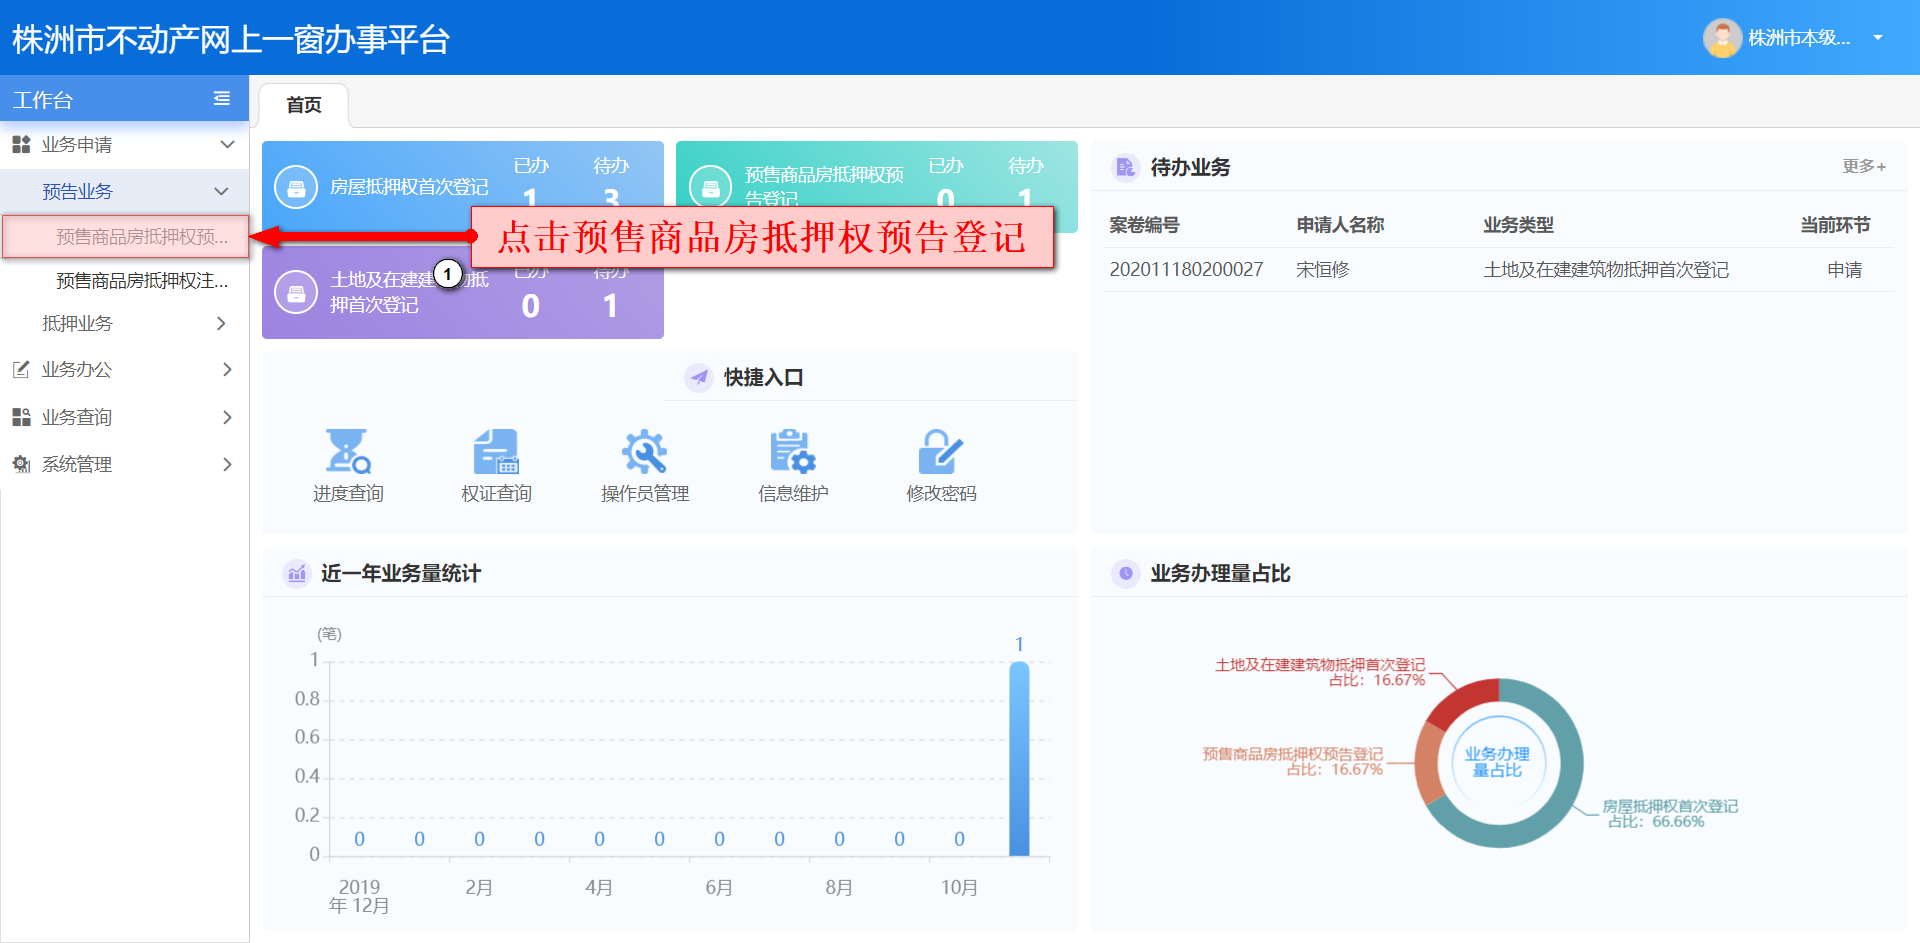 株洲市不动产网上一窗办事平台
株洲市本级...
工作台
首页
业务申请
预告业务
预售商品房抵押权预...
预售商品房抵押权注...
抵押业务
业务办公
业务查询
系统管理
房屋抵押权首次登记
已办
待办
1
3
预售商品房抵押权预
告登记
已办
待办
0
1
点击预售商品房抵押权预告登记
1
土地及在建建筑物抵
押首次登记
已办
待办
0
1
待办业务
更多+
案卷编号 申请人名称 业务类型 当前环节
202011180200027 宋恒修 土地及在建建筑物抵押首次登记 申请
快捷入口
进度查询
权证查询
操作员管理
信息维护
修改密码
近一年业务量统计
(笔)
1
0.8
0.6
0.4
0.2
0
0 0 0 0 0 0 0 0 0 0 0 1
2019
年 12月
2月
4月
6月
8月
10月
业务办理量占比
土地及在建建筑物抵押首次登记
占比：16.67%
预售商品房抵押权预告登记
占比：16.67%
业务办理
量占比
房屋抵押权首次登记
占比：66.66%